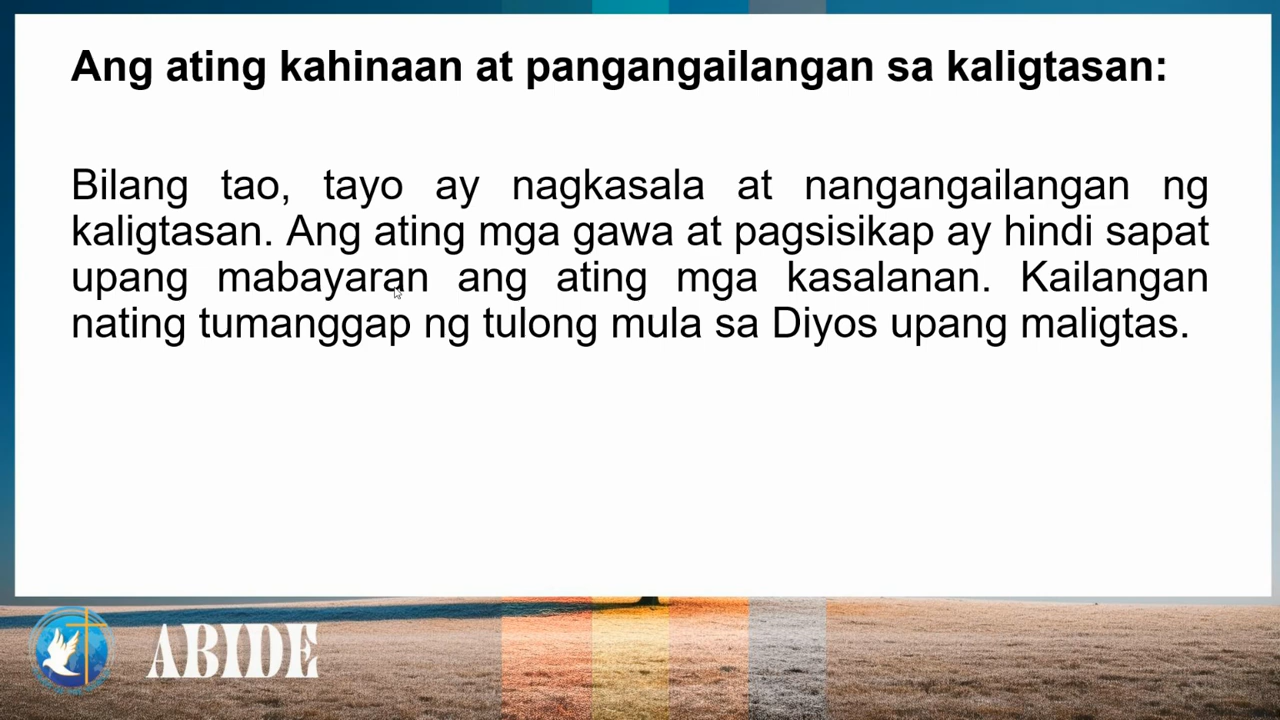 Ang ating kahinaan at pangangailangan sa kaligtasan:
Bilang tao, tayo ay nagkasala at nangangailangan ng
kaligtasan. Ang ating mga gawa at pagsisikap ay hindi sapat
upang mabayaran ang ating mga kasalanan. Kailangan
nating tumanggap ng tulong mula sa Diyos upang maligtas.
ABIDE